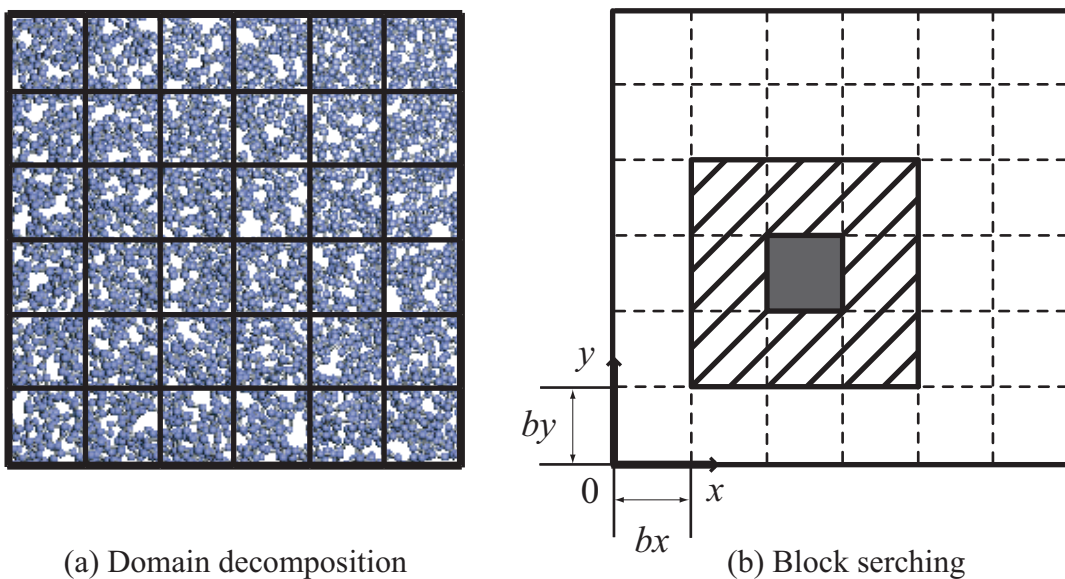 y
by
0
x
bx
(a) Domain decomposition
(b) Block serching